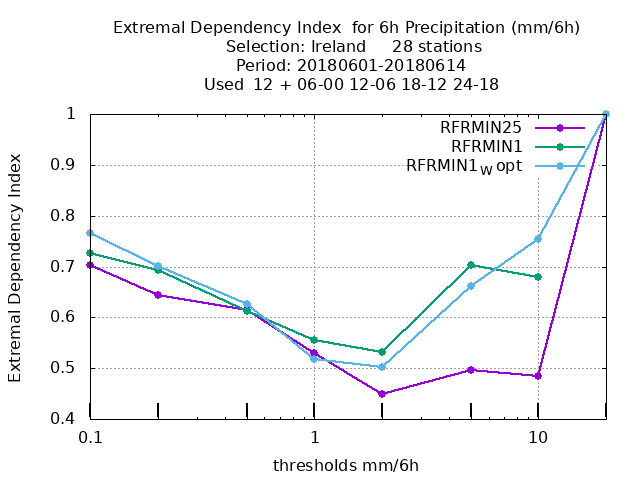 Extremal Dependency Index  for 6h Precipitation (mm/6h)
Selection: Ireland     28 stations
Period: 20180601-20180614
Used  12 + 06-00 12-06 18-12 24-18
RFRMIN25
RFRMIN1
RFRMIN1W opt
Extremal Dependency Index
1
0.9
0.8
0.7
0.6
0.5
0.4
0.1
1
10
thresholds mm/6h